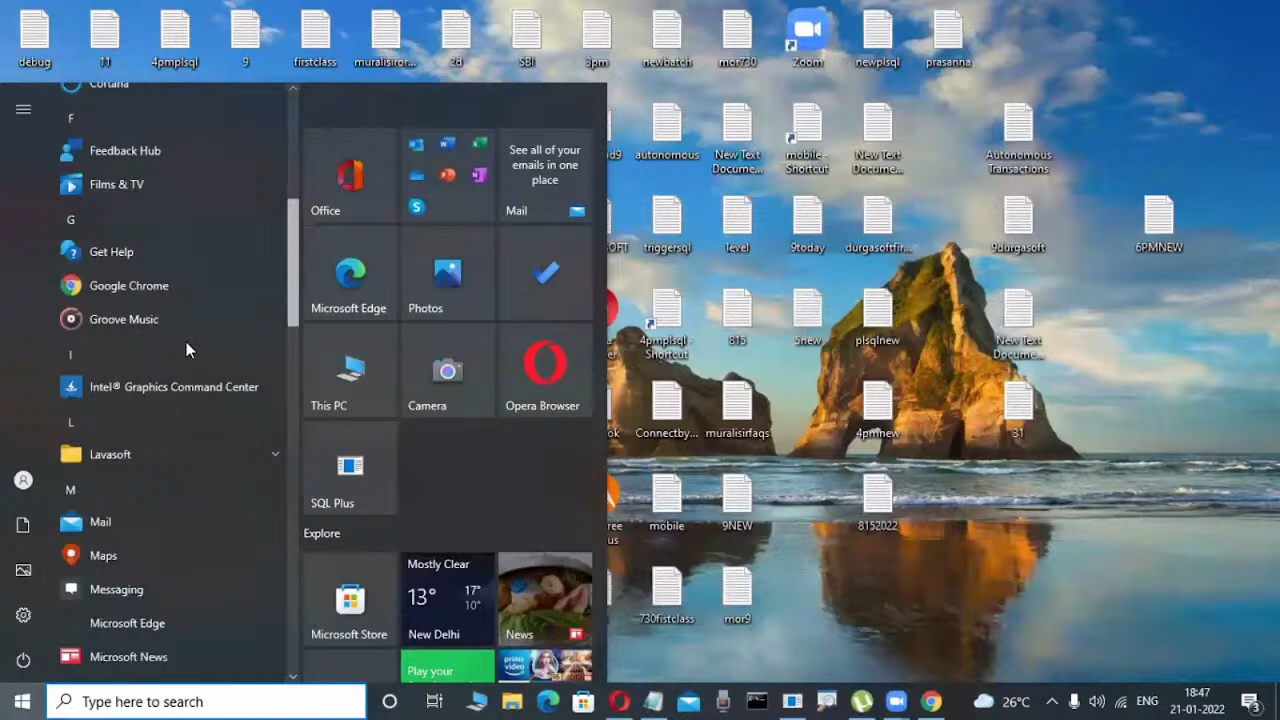 debug
11
4pmplsql
9
firstclass
muralisiror...
2d
SBI
3pm
newbatch
mor730
Zoom
newplsql
prasanna
Cortana
F
Feedback Hub
Films & TV
G
Get Help
Google Chrome
Groove Music
I
Intel® Graphics Command Center
L
Lavasoft
M
Mail
Maps
Messaging
Microsoft Edge
Microsoft News
Office
See all of your
emails in one
place
Mail
Microsoft Edge
Photos
This PC
Camera
Opera Browser
SQL Plus
Explore
Microsoft Store
Mostly Clear
13°
17°
10°
New Delhi
News
Play your
prime
video
autonomous
New Text
Docume...
mobile -
Shortcut
New Text
Docume...
Autonomous
Transactions
triggersql
level
9today
durgasoftfir...
9durgasoft
6PMNEW
4pmplsql -
Shortcut
815
5new
plsqlnew
New Text
Docume...
Connectby...
muralisirfaqs
4pmnew
31
mobile
9NEW
8152022
730fistclass
mor9
Type here to search
26°C
ENG
21-01-2022
3